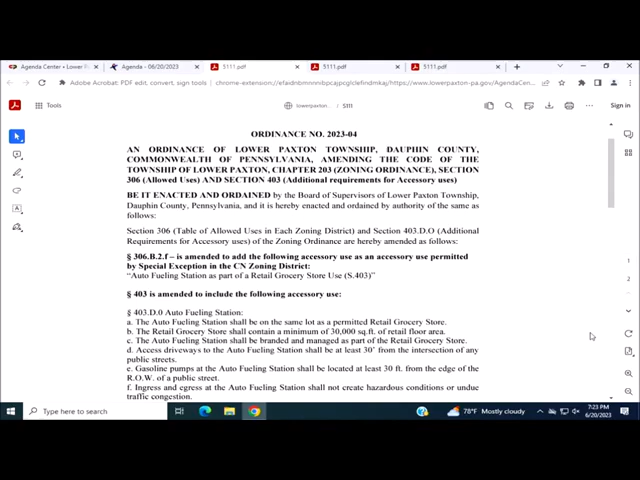 Agenda Center • Lower P
Agenda - 06/20/2023
5111.pdf
5111.pdf
5111.pdf
Adobe Acrobat: PDF edit, convert, sign tools
Tools
lowerpaxton
5111
Sign in
ORDINANCE NO. 2023-04
AN ORDINANCE OF LOWER PAXTON TOWNSHIP, DAUPHIN COUNTY,
COMMONWEALTH OF PENNSYLVANIA, AMENDING THE CODE OF THE
TOWNSHIP OF LOWER PAXTON, CHAPTER 203 (ZONING ORDINANCE), SECTION
306 (Allowed Uses) AND SECTION 403 (Additional requirements for Accessory uses)
BE IT ENACTED AND ORDAINED by the Board of Supervisors of Lower Paxton Township,
Dauphin County, Pennsylvania, and it is hereby enacted and ordained by authority of the same as
follows:
Section 306 (Table of Allowed Uses in Each Zoning District) and Section 403.D.O (Additional
Requirements for Accessory uses) of the Zoning Ordinance are hereby amended as follows:
§ 306.B.2.f – is amended to add the following accessory use as an accessory use permitted
by Special Exception in the CN Zoning District:
“Auto Fueling Station as part of a Retail Grocery Store Use (S.403)”
§ 403 is amended to include the following accessory use:
§ 403.D.0 Auto Fueling Station:
a. The Auto Fueling Station shall be on the same lot as a permitted Retail Grocery Store.
b. The Retail Grocery Store shall contain a minimum of 30,000 sq.ft. of retail floor area.
c. The Auto Fueling Station shall be branded and managed as part of the Retail Grocery Store.
d. Access driveways to the Auto Fueling Station shall be at least 30’ from the intersection of any
public streets.
e. Gasoline pumps at the Auto Fueling Station shall be located at least 30 ft. from the edge of the
R.O.W. of a public street.
f. Ingress and egress at the Auto Fueling Station shall not create hazardous conditions or undue
traffic congestion.
1
2
Type here to search
78°F Mostly cloudy
7:23 PM
6/20/2023